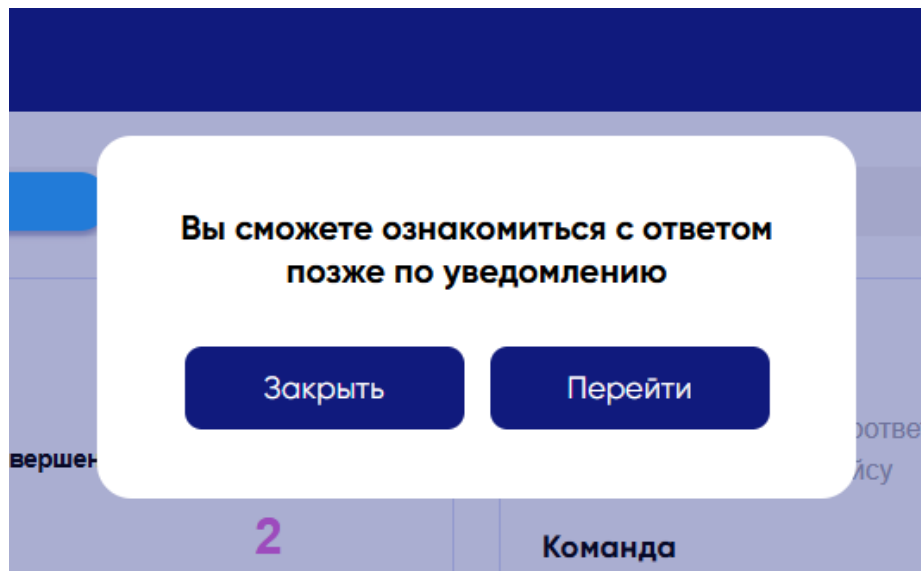 Вы сможете ознакомиться с ответом
позже по уведомлению
Закрыть
Перейти
2
Команда